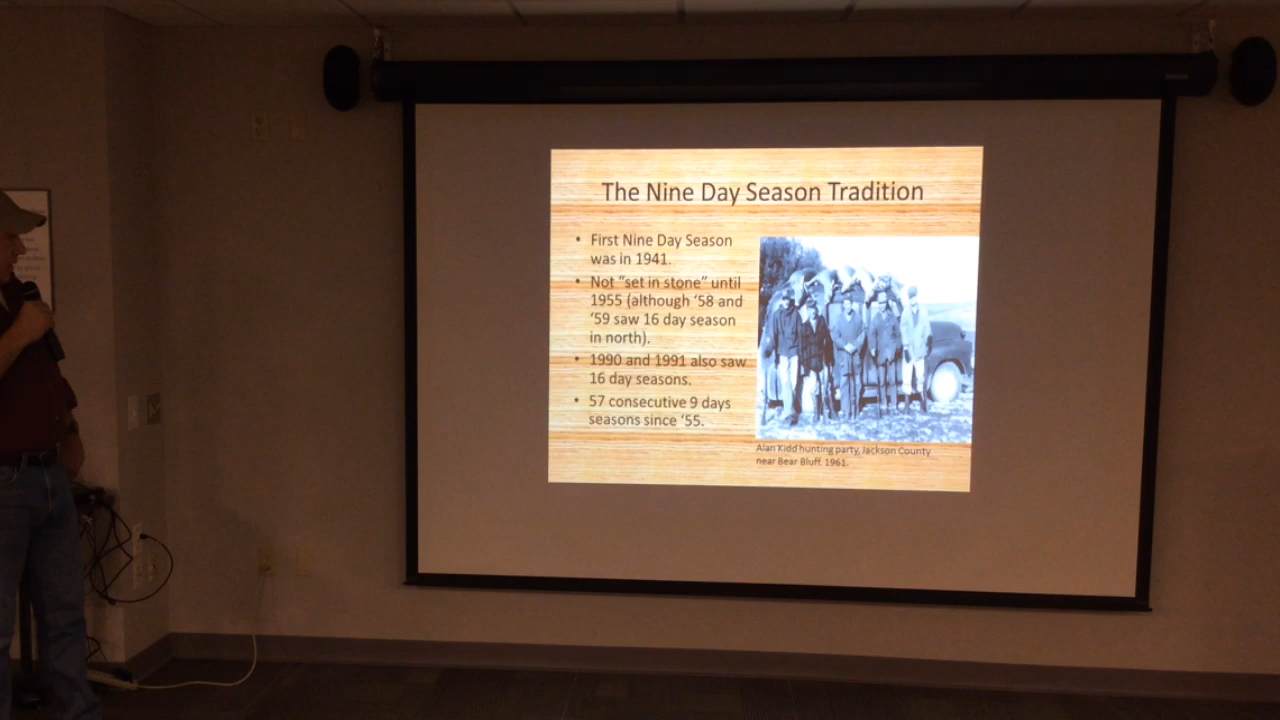 The Nine Day Season Tradition
• First Nine Day Season
was in 1941.
• Not “set in stone” until
1955 (although ‘58 and
‘59 saw 16 day season
in north).
• 1990 and 1991 also saw
16 day seasons.
• 57 consecutive 9 days
seasons since ‘55.
Alan Kidd hunting party, Jackson County
near Bear Bluff. 1961.